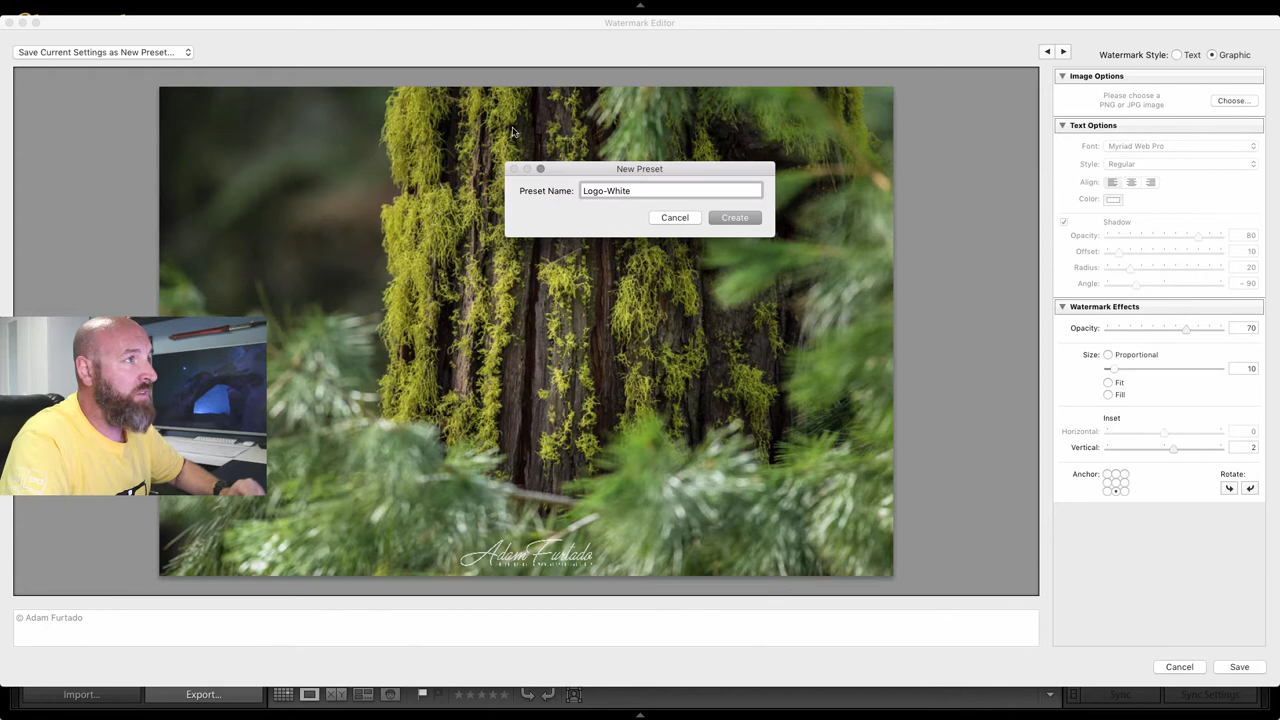 Watermark Editor
Save Current Settings as New Preset...
Watermark Style: Text Graphic
Image Options
Please choose a
PNG or JPG image
Choose...
Text Options
Font: Myriad Web Pro
Style: Regular
Align:
Color:
Shadow
Opacity: 80
Offset: 10
Radius: 20
Angle: - 90
Watermark Effects
Opacity: 70
Size: Proportional
10
Fit
Fill
Inset
Horizontal: 0
Vertical: 2
Anchor:
Rotate:
New Preset
Preset Name: Logo-White
Cancel Create
Adam Furtado
© Adam Furtado
Cancel Save
Import... Export... Sync Sync Settings